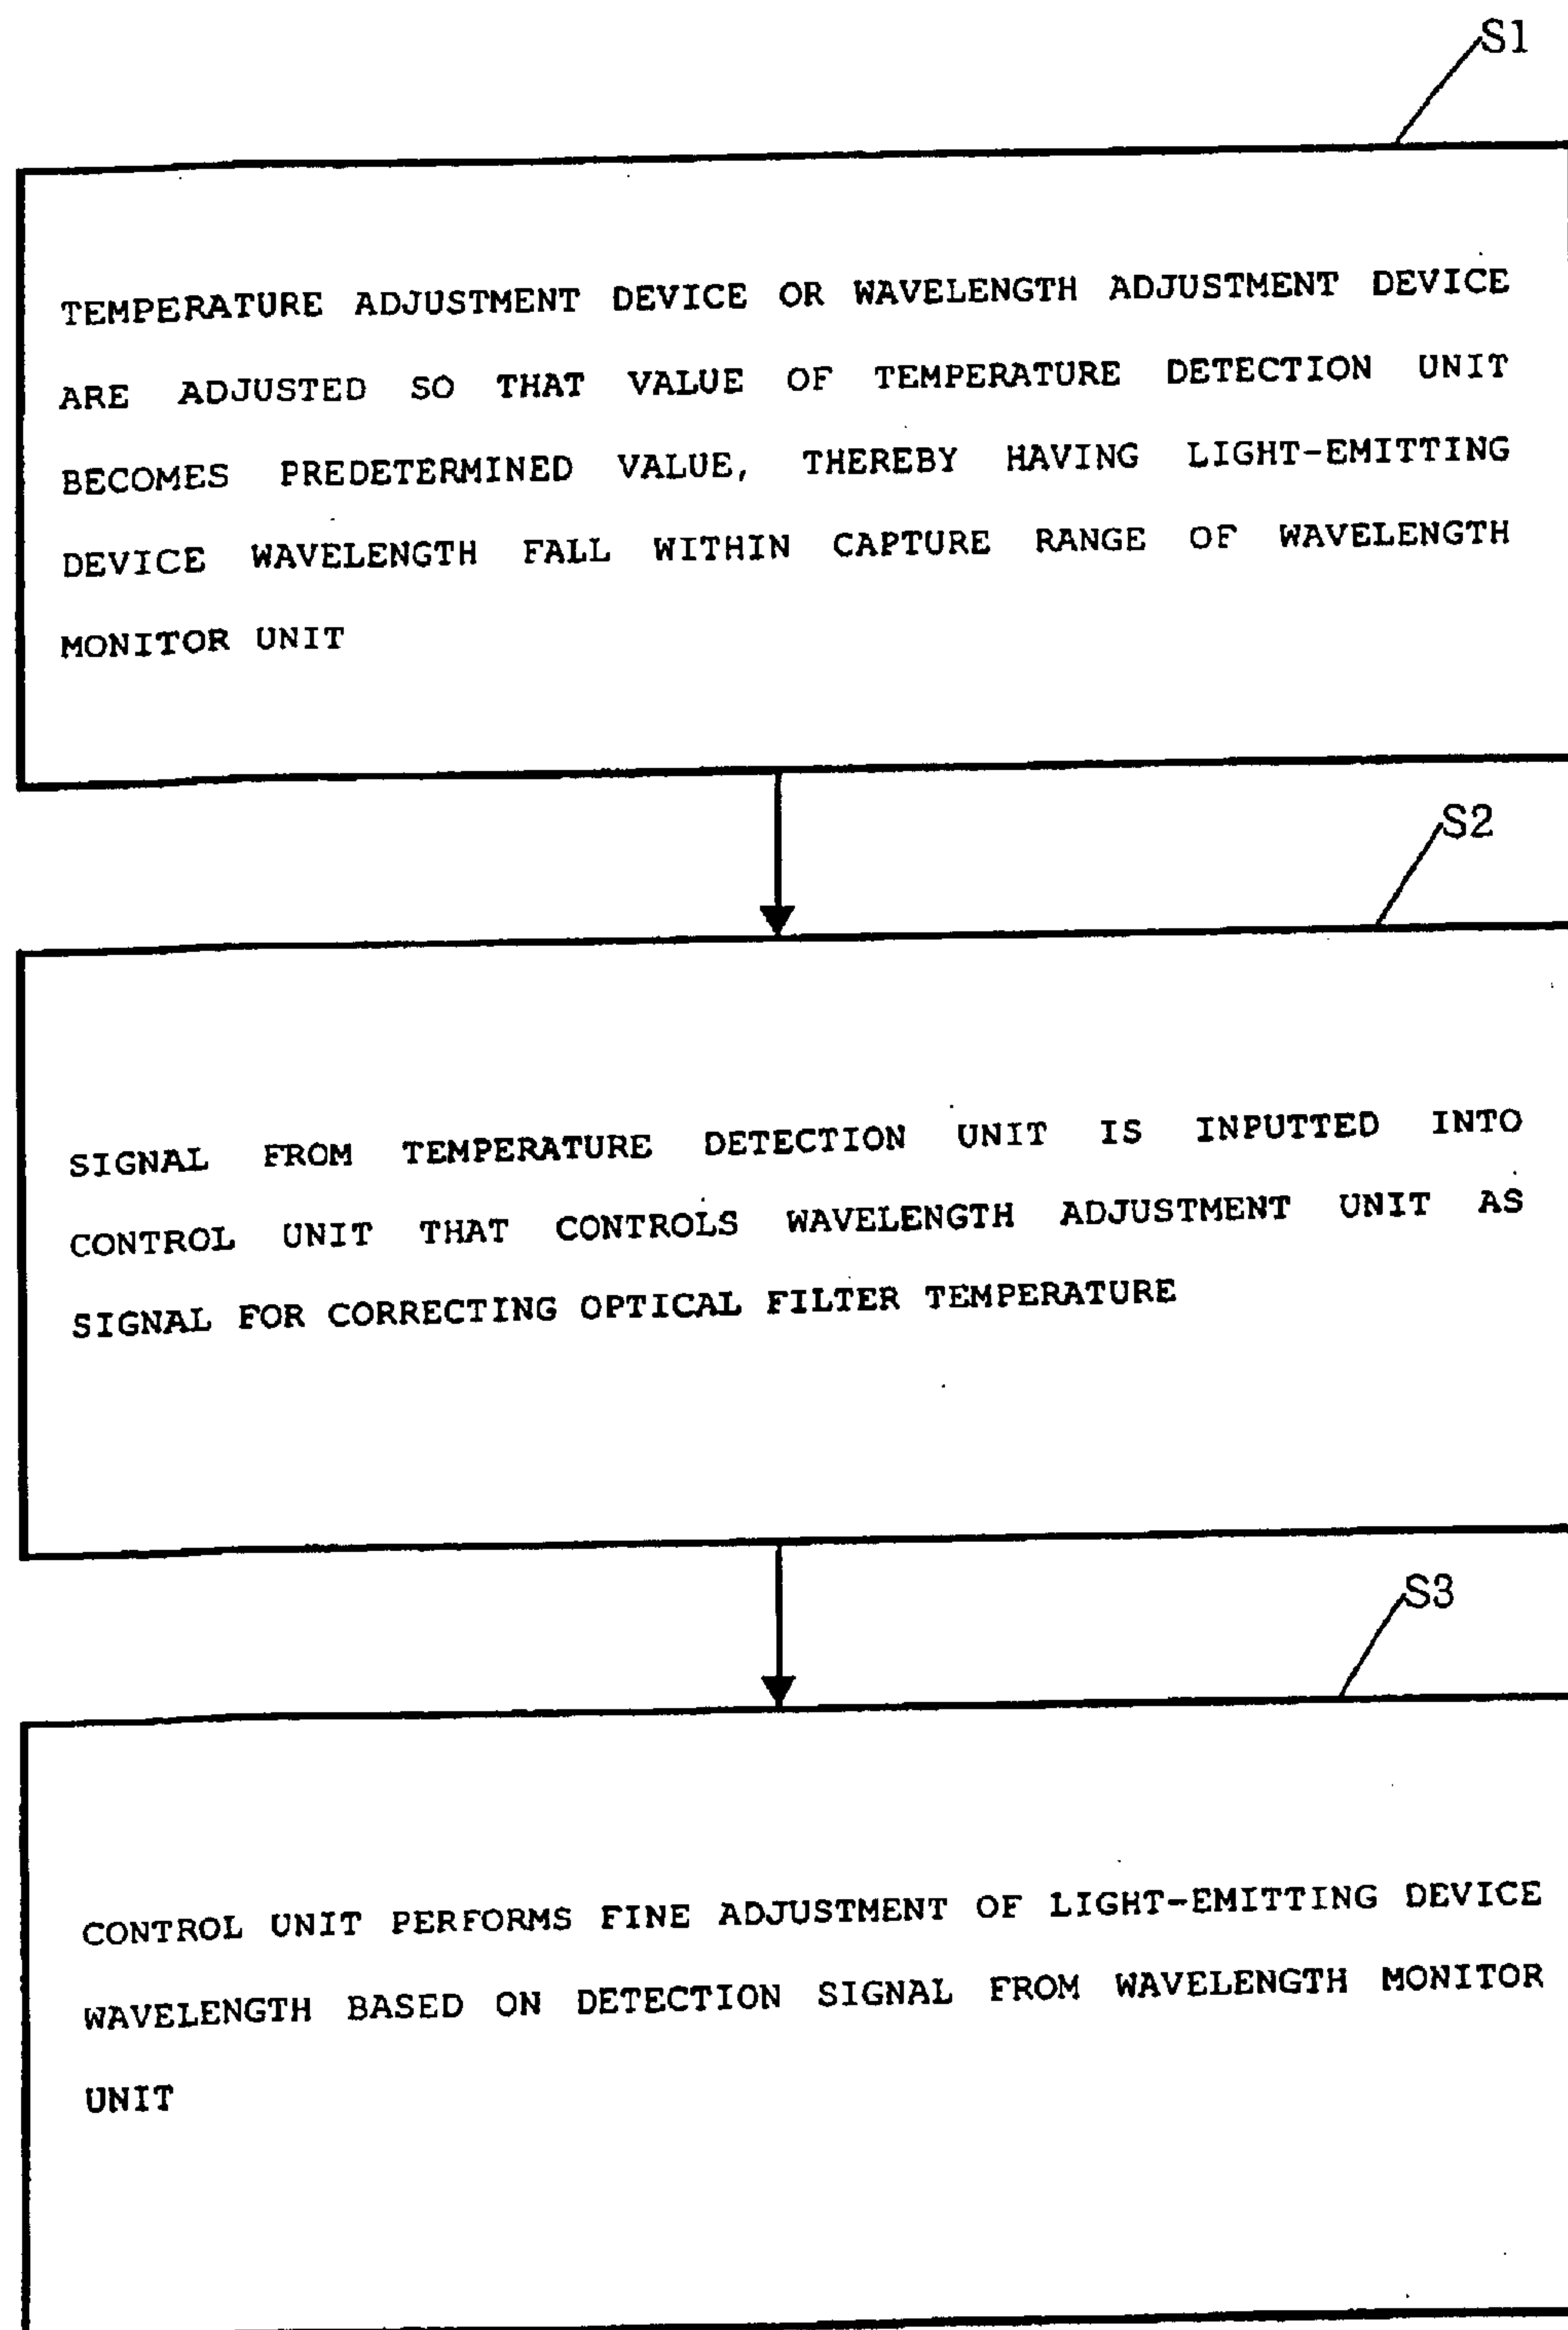 S1
TEMPERATURE ADJUSTMENT DEVICE OR WAVELENGTH ADJUSTMENT DEVICE
ARE ADJUSTED SO THAT VALUE OF TEMPERATURE DETECTION UNIT
BECOMES PREDETERMINED VALUE, THEREBY HAVING LIGHT-EMITTING
DEVICE WAVELENGTH FALL WITHIN CAPTURE RANGE OF WAVELENGTH
MONITOR UNIT
S2
SIGNAL FROM TEMPERATURE DETECTION UNIT IS INPUTTED INTO
CONTROL UNIT THAT CONTROLS WAVELENGTH ADJUSTMENT UNIT AS
SIGNAL FOR CORRECTING OPTICAL FILTER TEMPERATURE
S3
CONTROL UNIT PERFORMS FINE ADJUSTMENT OF LIGHT-EMITTING DEVICE
WAVELENGTH BASED ON DETECTION SIGNAL FROM WAVELENGTH MONITOR
UNIT